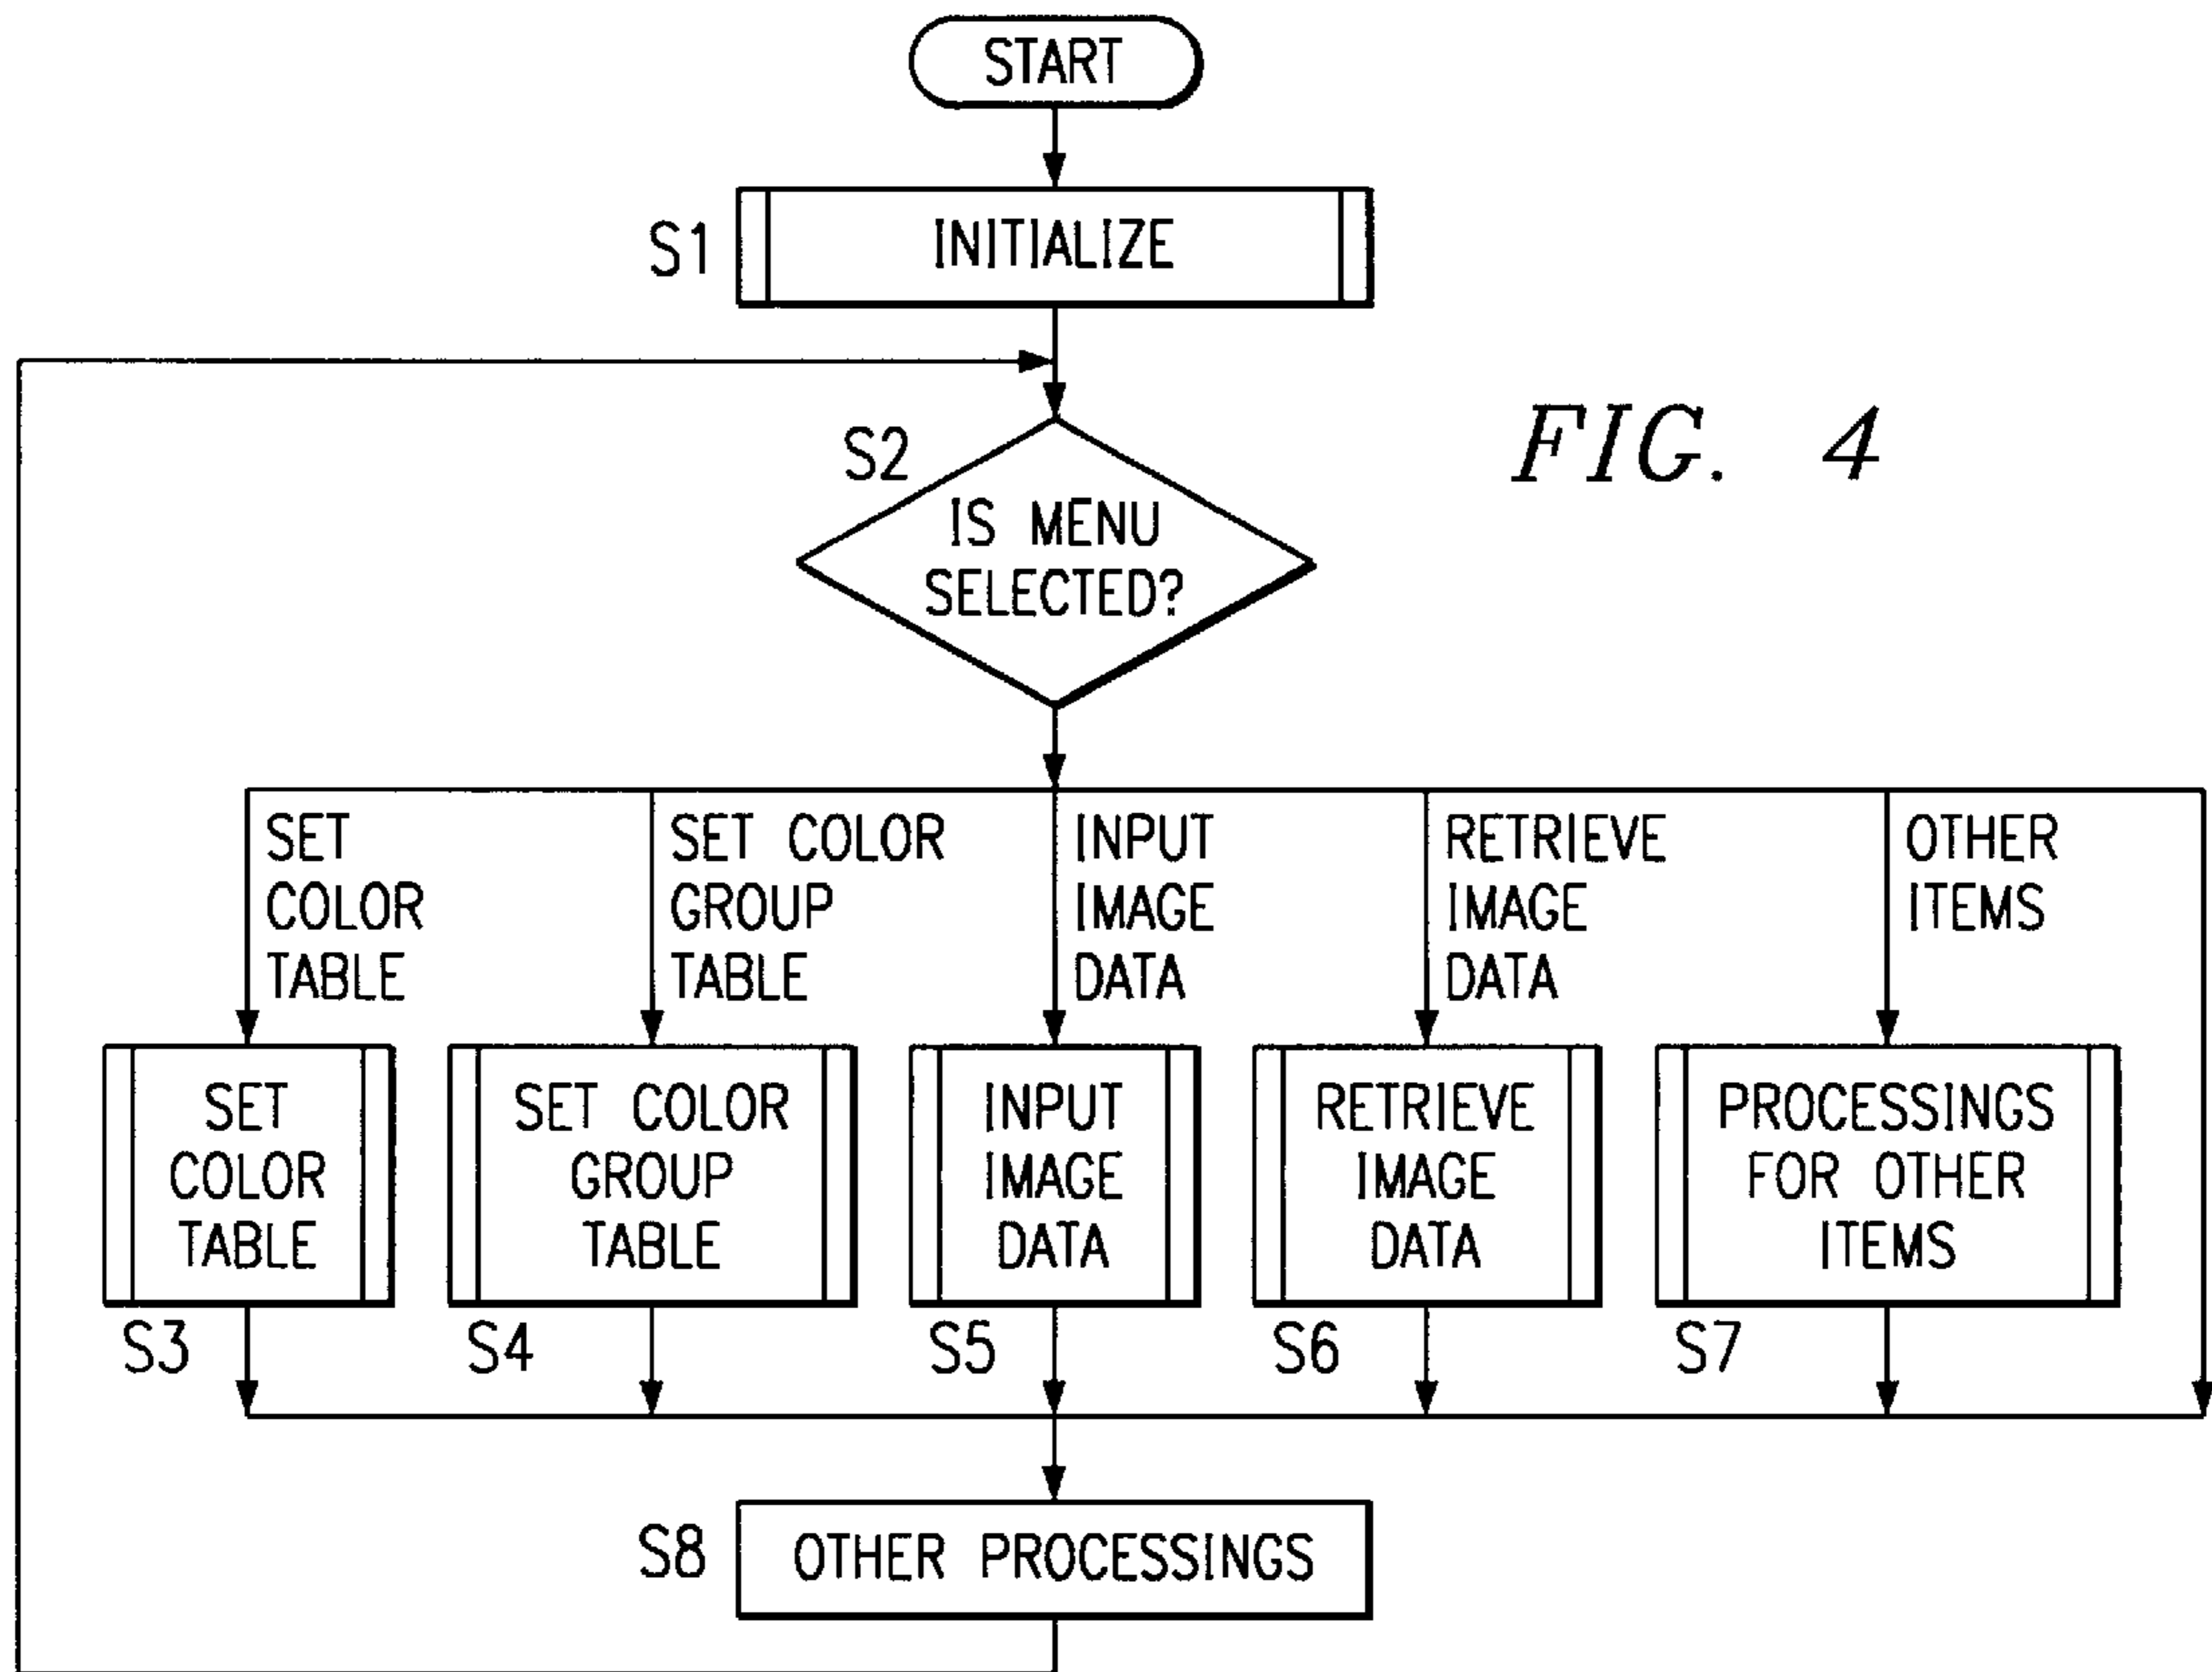 START
S1
INITIALIZE
FIG. 4
S2
IS MENU
SELECTED?
SET
COLOR
TABLE
SET COLOR
GROUP
TABLE
INPUT
IMAGE
DATA
RETRIEVE
IMAGE
DATA
OTHER
ITEMS
SET
COLOR
TABLE
SET COLOR
GROUP
TABLE
INPUT
IMAGE
DATA
RETRIEVE
IMAGE
DATA
PROCESSINGS
FOR OTHER
ITEMS
S3
S4
S5
S6
S7
S8
OTHER PROCESSINGS